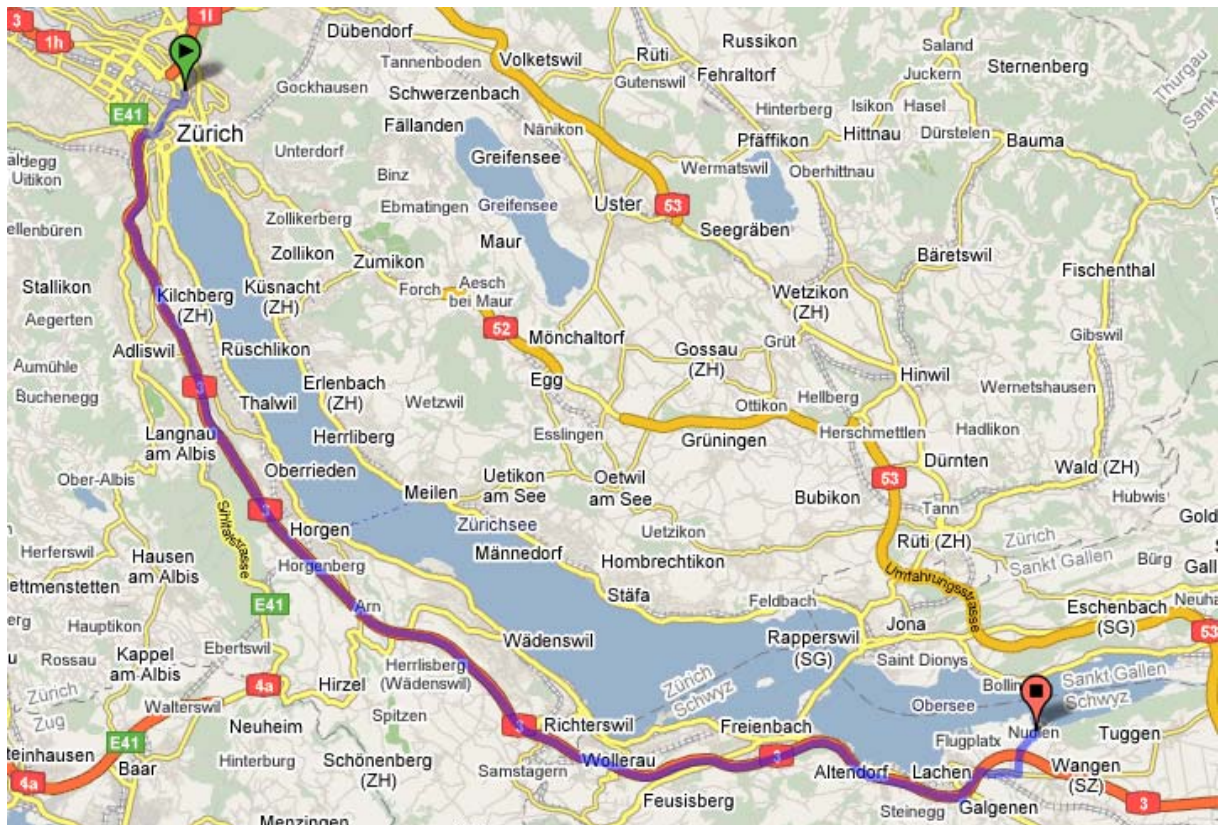 3
1l
1h
Dübendorf
Tannenboden
Volketswil
Rüti
Russikon
Saland
Juckern
Sternenberg
Thurgau
Gockhausen
Schwerzenbach
Gutenswil
Fehraltorf
Hinterberg
Isikon
Hasel
E41
Zürich
Fällanden
Nänikon
Pfäffikon
Hittnau
Dürstelen
Bauma
Unterdorf
Greifensee
Wermatswil
Oberhittnau
Uitikon
Binz
Ebmatingen
Greifensee
Uster
53
Zollikerberg
Maur
Seegräben
Zollikon
Zumikon
Bäretswil
Fischenthal
Stallikon
Kilchberg
(ZH)
Küsnacht
(ZH)
Forch
Aesch
bei Maur
Wetzikon
(ZH)
Aegerten
52
Mönchaltorf
Grüt
Gibswil
Adliswil
Rüschlikon
Gossau
(ZH)
Aumühle
Buchenegg
3
Erlenbach
(ZH)
Egg
Hinwil
Wernetshausen
Thalwil
Wetzwil
Hellberg
Ottikon
Langnau
am Albis
Herrliberg
Esslingen
Grüningen
Herschmettlen
Hadlikon
Ober-Albis
Oberrieden
Uetikon
am See
Oetwil
am See
53
Dürnten
Wald (ZH)
Meilen
Bubikon
Hubwis
3
Horgen
Zürichsee
Uetzikon
Tann
Sihltalstrasse
Herferswil
Hausen
am Albis
Horgenberg
Männedorf
Hombrechtikon
Rüti (ZH)
Zürich
Sankt Gallen
Bürg
ettmenstetten
E41
Arn
Stäfa
Feldbach
Umfahrungsstrasse
Eschenbach
(SG)
Hauptikon
Wädenswil
Rapperswil
(SG)
Jona
53
Rossau
Kappel
am Albis
Ebertswil
Herrlisberg
(Wädenswil)
Saint Dionys
Zürich
Zug
4a
Hirzel
Zürich
Schwyz
Sankt Gallen
Schwyz
Walterswil
Neuheim
Spitzen
Obersee
3
Richterswil
Freienbach
Flugplatz
Tuggen
E41
Baar
Hinterburg
Schönenberg
(ZH)
Samstagern
Wollerau
3
Altendorf
Lachen
Wangen
(SZ)
4a
Feusisberg
Steinegg
Galgenen
3
Menzingen